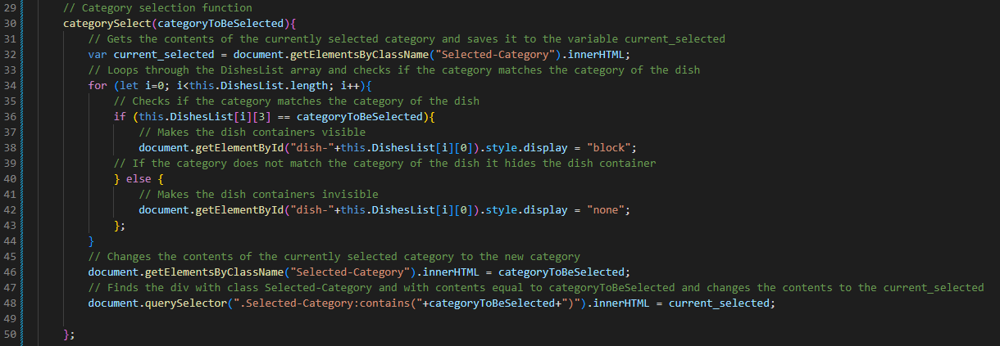 29 // Category selection function
30 categorySelect(categoryToBeSelected){
31 // Gets the contents of the currently selected category and saves it to the variable current_selected
32 var current_selected = document.getElementsByClassName("Selected-Category").innerHTML;
33 // Loops through the DishesList array and checks if the category matches the category of the dish
34 for (let i=0; i<this.DishesList.length; i++){
35 // Checks if the category matches the category of the dish
36 if (this.DishesList[i][3] == categoryToBeSelected){
37 // Makes the dish containers visible
38 document.getElementById("dish-"+this.DishesList[i][0]).style.display = "block";
39 // If the category does not match the category of the dish it hides the dish container
40 } else {
41 // Makes the dish containers invisible
42 document.getElementById("dish-"+this.DishesList[i][0]).style.display = "none";
43 };
44 }
45 // Changes the contents of the currently selected category to the new category
46 document.getElementsByClassName("Selected-Category").innerHTML = categoryToBeSelected;
47 // Finds the div with class Selected-Category and with contents equal to categoryToBeSelected and changes the contents to the current_selected
48 document.querySelector(".Selected-Category:contains("+categoryToBeSelected+")").innerHTML = current_selected;
49
50 };